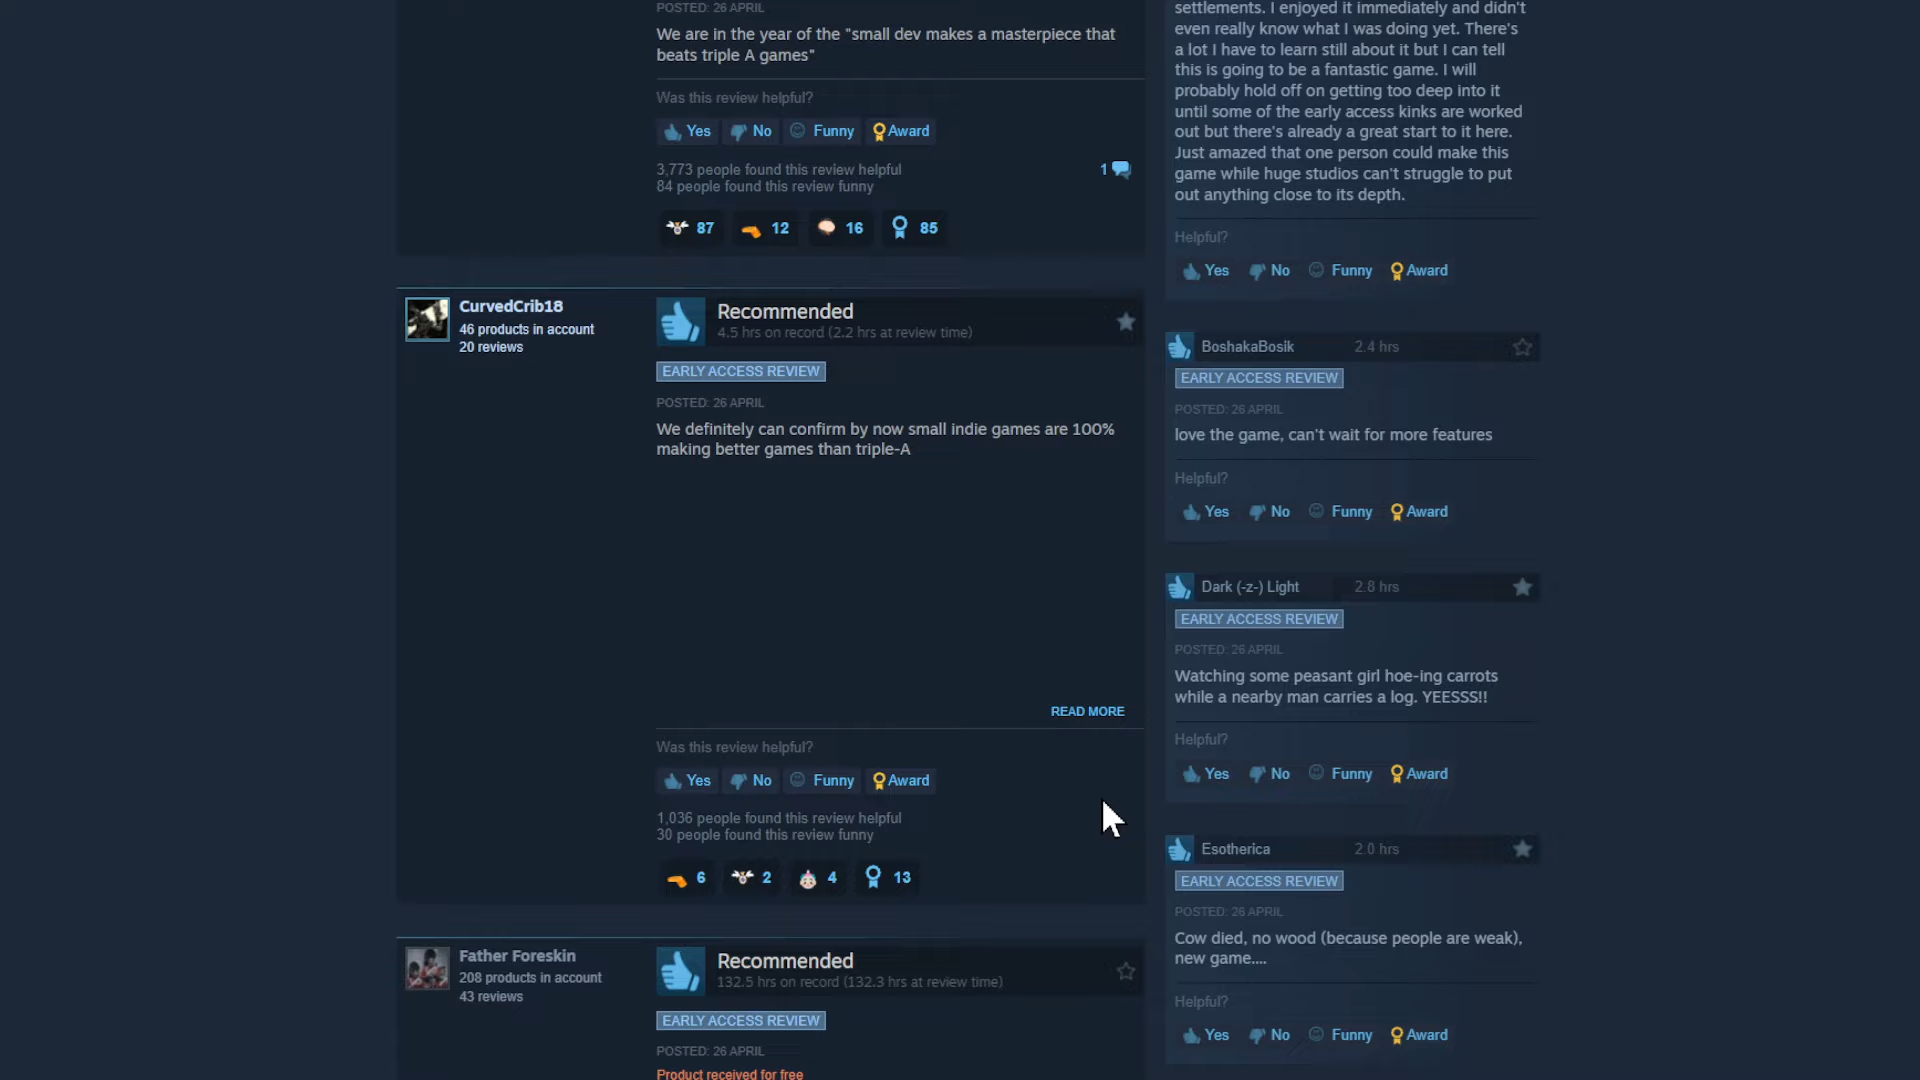 POSTED: 26 APRIL
We are in the year of the "small dev makes a masterpiece that
beats triple A games"
Was this review helpful?
Yes No Funny Award
3,773 people found this review helpful
84 people found this review funny
1
87 12 16 85
CurvedCrib18
46 products in account
20 reviews
Recommended
4.5 hrs on record (2.2 hrs at review time)
EARLY ACCESS REVIEW
POSTED: 26 APRIL
We definitely can confirm by now small indie games are 100%
making better games than triple-A
READ MORE
Was this review helpful?
Yes No Funny Award
1,036 people found this review helpful
30 people found this review funny
6 2 4 13
Father Foreskin
208 products in account
43 reviews
Recommended
132.5 hrs on record (132.3 hrs at review time)
EARLY ACCESS REVIEW
POSTED: 26 APRIL
Product received for free
settlements. I enjoyed it immediately and didn't
even really know what I was doing yet. There's
a lot I have to learn still about it but I can tell
this is going to be a fantastic game. I will
probably hold off on getting too deep into it
until some of the early access kinks are worked
out but there's already a great start to it here.
Just amazed that one person could make this
game while huge studios can't struggle to put
out anything close to its depth.
Helpful?
Yes No Funny Award
BoshakaBosik 2.4 hrs
EARLY ACCESS REVIEW
POSTED: 26 APRIL
love the game, can't wait for more features
Helpful?
Yes No Funny Award
Dark (-z-) Light 2.8 hrs
EARLY ACCESS REVIEW
POSTED: 26 APRIL
Watching some peasant girl hoe-ing carrots
while a nearby man carries a log. YEESSS!!
Helpful?
Yes No Funny Award
Esotherica 2.0 hrs
EARLY ACCESS REVIEW
POSTED: 26 APRIL
Cow died, no wood (because people are weak),
new game....
Helpful?
Yes No Funny Award